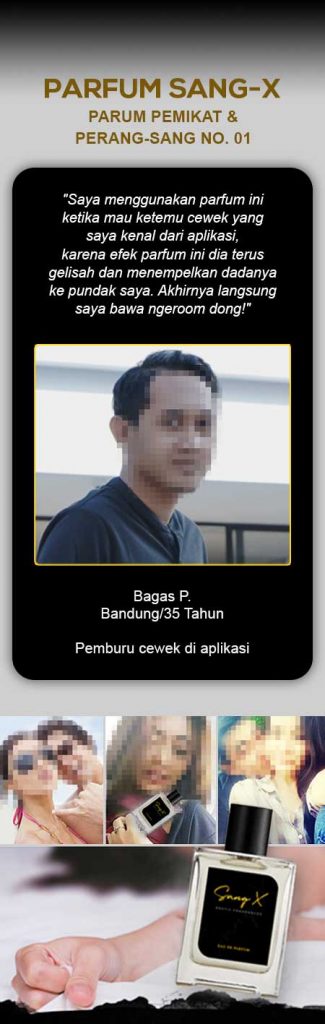 PARFUM SANG-X
PARUM PEMIKAT &
PERANG-SANG NO. 01
"Saya menggunakan parfum ini
ketika mau ketemu cewek yang
saya kenal dari aplikasi,
karena efek parfum ini dia terus
gelisah dan menempelkan dadanya
ke pundak saya. Akhirnya langsung
saya bawa ngeroom dong!"
Bagas P.
Bandung/35 Tahun
Pemburu cewek di aplikasi
Sang X
EAU DE PARFUM